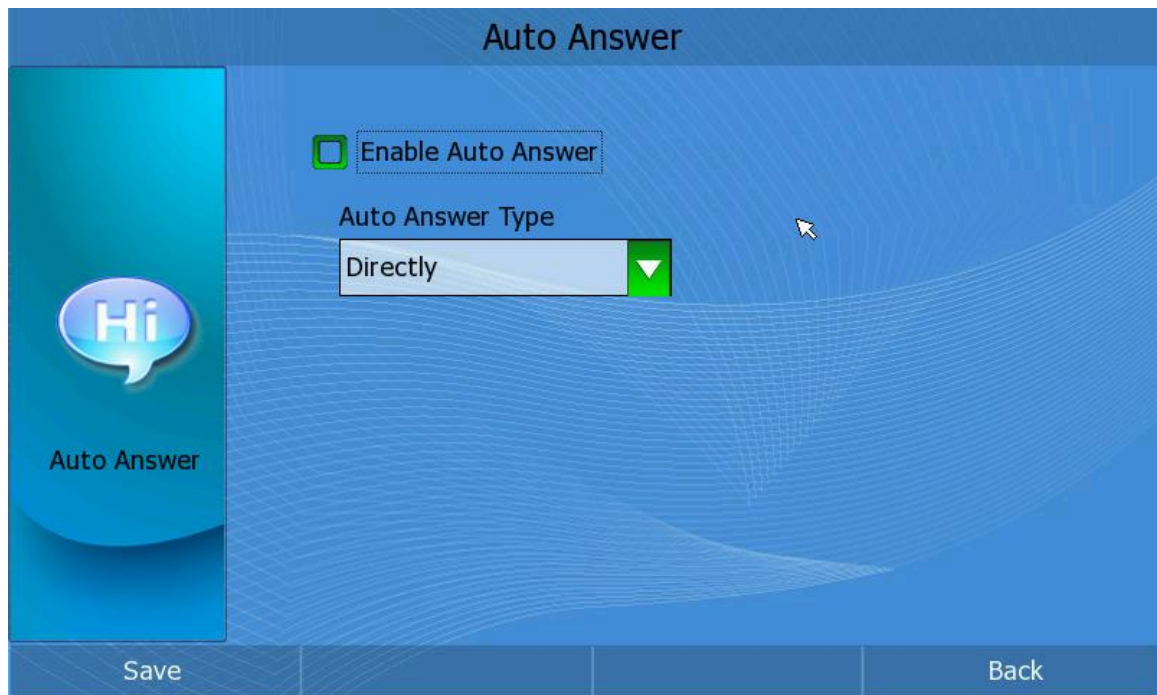 Auto Answer
Enable Auto Answer
Auto Answer Type
Directly
Hi
Auto Answer
Save
Back